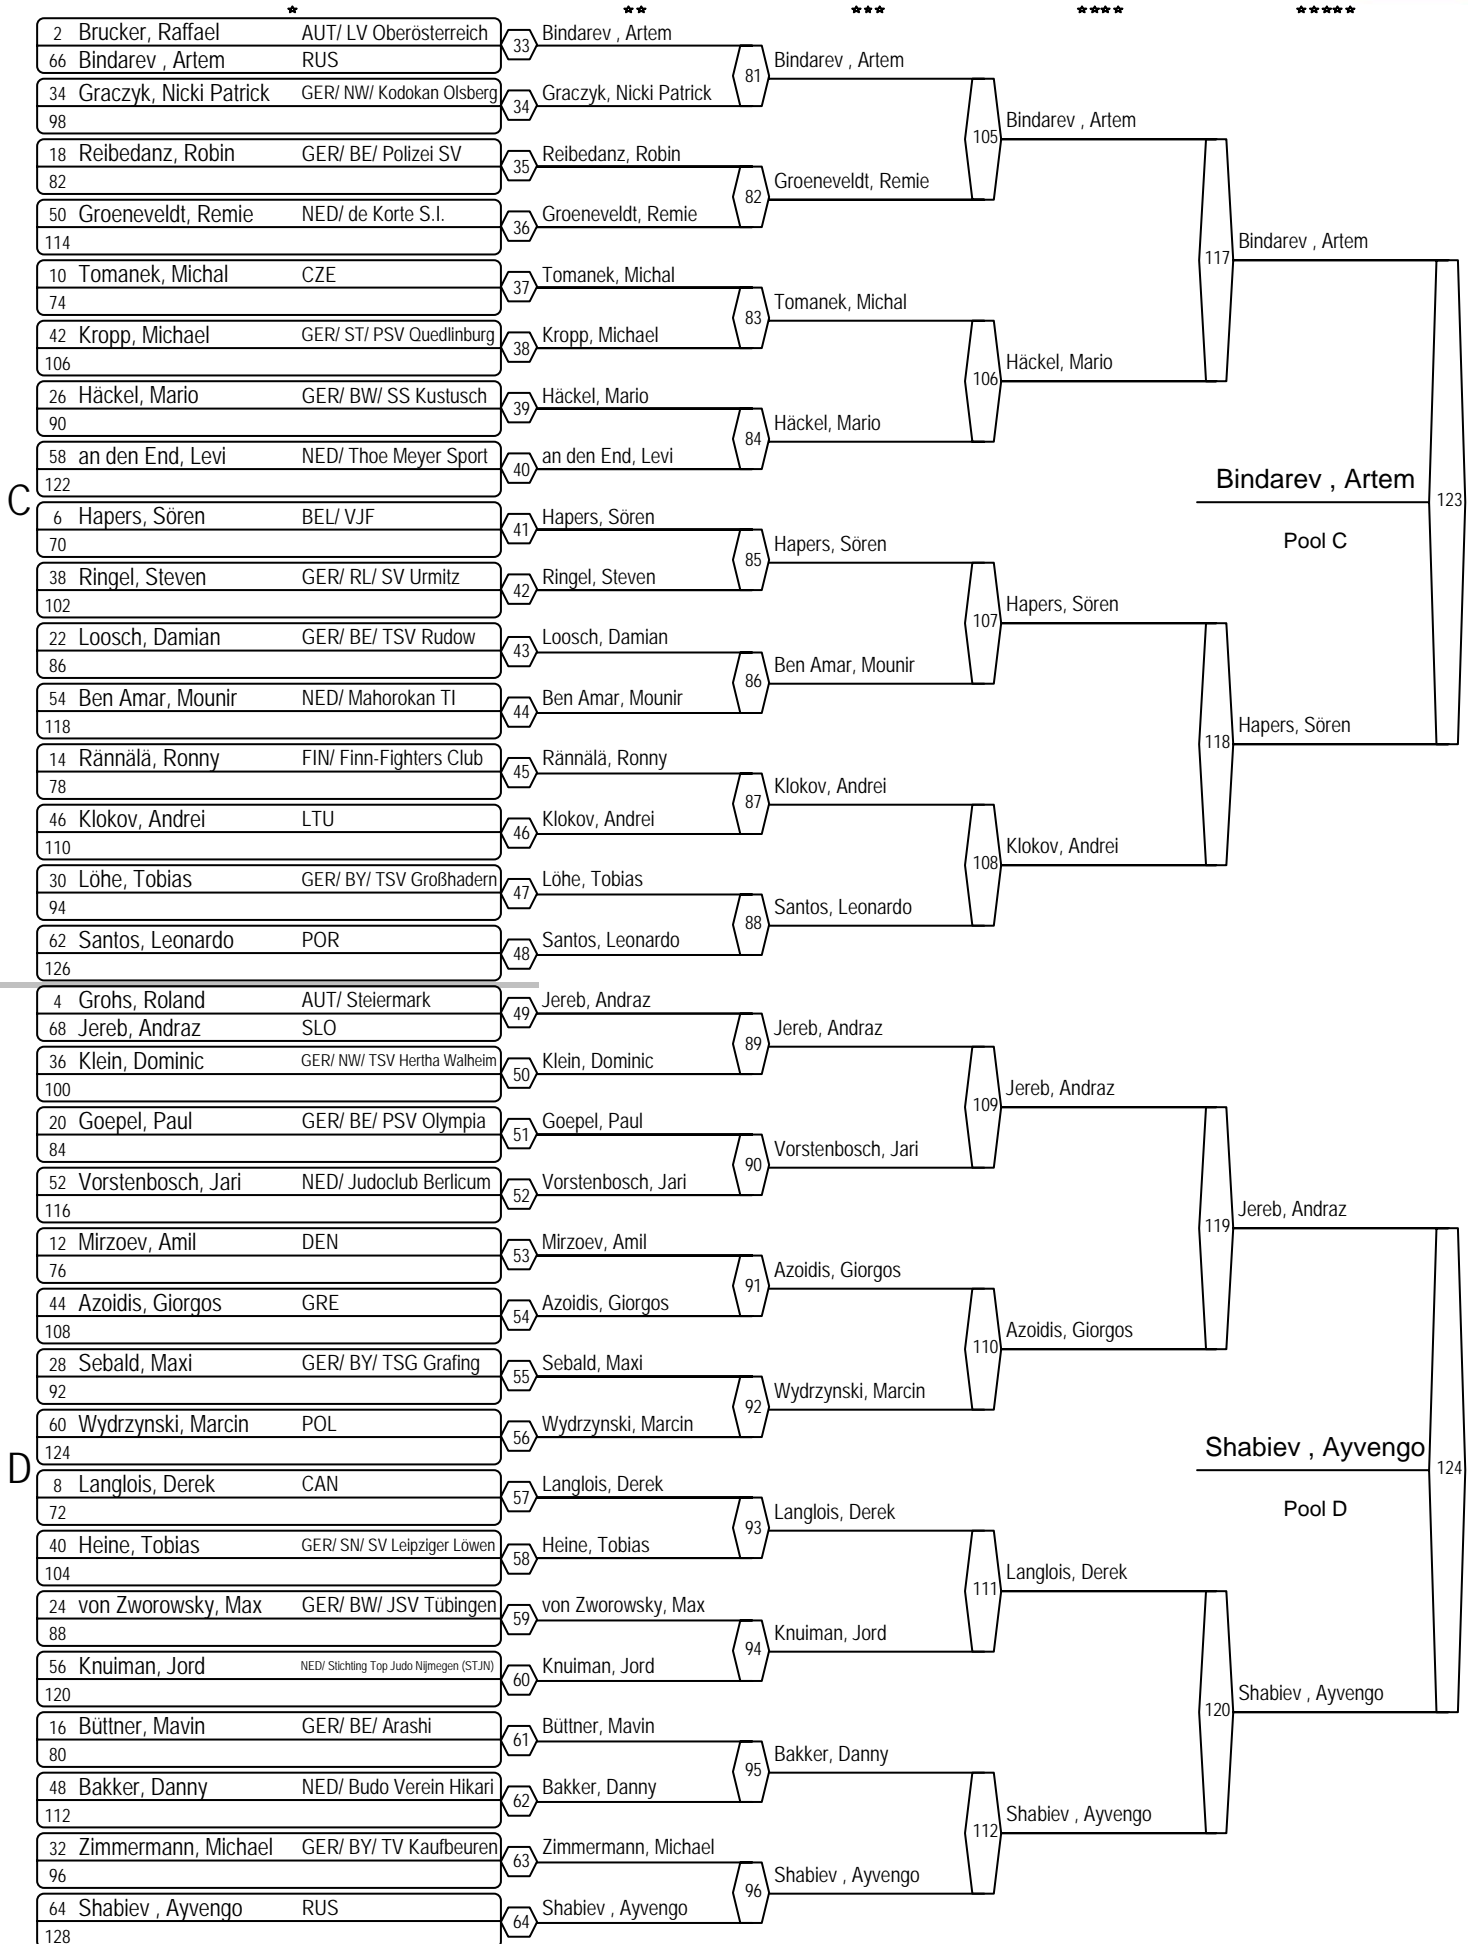 2 Brucker, Raffael AUT/ LV Oberösterreich 33 Bindarev , Artem
66 Bindarev , Artem RUS 81 Bindarev , Artem
34 Graczyk, Nicki Patrick GER/ NW/ Kodokan Olsberg 34 Graczyk, Nicki Patrick
98 105 Bindarev , Artem
18 Reibedanz, Robin GER/ BE/ Polizei SV 35 Reibedanz, Robin
82 82 Groeneveldt, Remie
50 Groeneveldt, Remie NED/ de Korte S.I. 36 Groeneveldt, Remie
114 117 Bindarev , Artem
10 Tomanek, Michal CZE 37 Tomanek, Michal
74 83 Tomanek, Michal
42 Kropp, Michael GER/ ST/ PSV Quedlinburg 38 Kropp, Michael
106 106 Häckel, Mario
26 Häckel, Mario GER/ BW/ SS Kustusch 39 Häckel, Mario
90 84 Häckel, Mario
58 an den End, Levi NED/ Thoe Meyer Sport 40 an den End, Levi
122 Bindarev , Artem 123
C
6 Hapers, Sören BEL/ VJF 41 Hapers, Sören
Pool C
70 85 Hapers, Sören
38 Ringel, Steven GER/ RL/ SV Urmitz 42 Ringel, Steven
102 107 Hapers, Sören
22 Loosch, Damian GER/ BE/ TSV Rudow 43 Loosch, Damian
86 86 Ben Amar, Mounir
54 Ben Amar, Mounir NED/ Mahorokan TI 44 Ben Amar, Mounir
118 118 Hapers, Sören
14 Rännälä, Ronny FIN/ Finn-Fighters Club 45 Rännälä, Ronny
78 87 Klokov, Andrei
46 Klokov, Andrei LTU 46 Klokov, Andrei
110 108 Klokov, Andrei
30 Löhe, Tobias GER/ BY/ TSV Großhadern 47 Löhe, Tobias
94 88 Santos, Leonardo
62 Santos, Leonardo POR 48 Santos, Leonardo
126
4 Grohs, Roland AUT/ Steiermark 49 Jereb, Andraz
68 Jereb, Andraz SLO 89 Jereb, Andraz
36 Klein, Dominic GER/ NW/ TSV Hertha Walheim 50 Klein, Dominic
100 109 Jereb, Andraz
20 Goepel, Paul GER/ BE/ PSV Olympia 51 Goepel, Paul
84 90 Vorstenbosch, Jari
52 Vorstenbosch, Jari NED/ Judoclub Berlicum 52 Vorstenbosch, Jari
116 119 Jereb, Andraz
12 Mirzoev, Amil DEN 53 Mirzoev, Amil
76 91 Azoidis, Giorgos
44 Azoidis, Giorgos GRE 54 Azoidis, Giorgos
108 110 Azoidis, Giorgos
28 Sebald, Maxi GER/ BY/ TSG Grafing 55 Sebald, Maxi
92 92 Wydrzynski, Marcin
60 Wydrzynski, Marcin POL 56 Wydrzynski, Marcin
124 Shabiev , Ayvengo 124
D
8 Langlois, Derek CAN 57 Langlois, Derek
Pool D
72 93 Langlois, Derek
40 Heine, Tobias GER/ SN/ SV Leipziger Löwen 58 Heine, Tobias
104 111 Langlois, Derek
24 von Zworowsky, Max GER/ BW/ JSV Tübingen 59 von Zworowsky, Max
88 94 Knuiman, Jord
56 Knuiman, Jord NED/ Stichting Top Judo Nijmegen (STJN) 60 Knuiman, Jord
120 120 Shabiev , Ayvengo
16 Büttner, Mavin GER/ BE/ Arashi 61 Büttner, Mavin
80 95 Bakker, Danny
48 Bakker, Danny NED/ Budo Verein Hikari 62 Bakker, Danny
112 112 Shabiev , Ayvengo
32 Zimmermann, Michael GER/ BY/ TV Kaufbeuren 63 Zimmermann, Michael
96 96 Shabiev , Ayvengo
64 Shabiev , Ayvengo RUS 64 Shabiev , Ayvengo
128